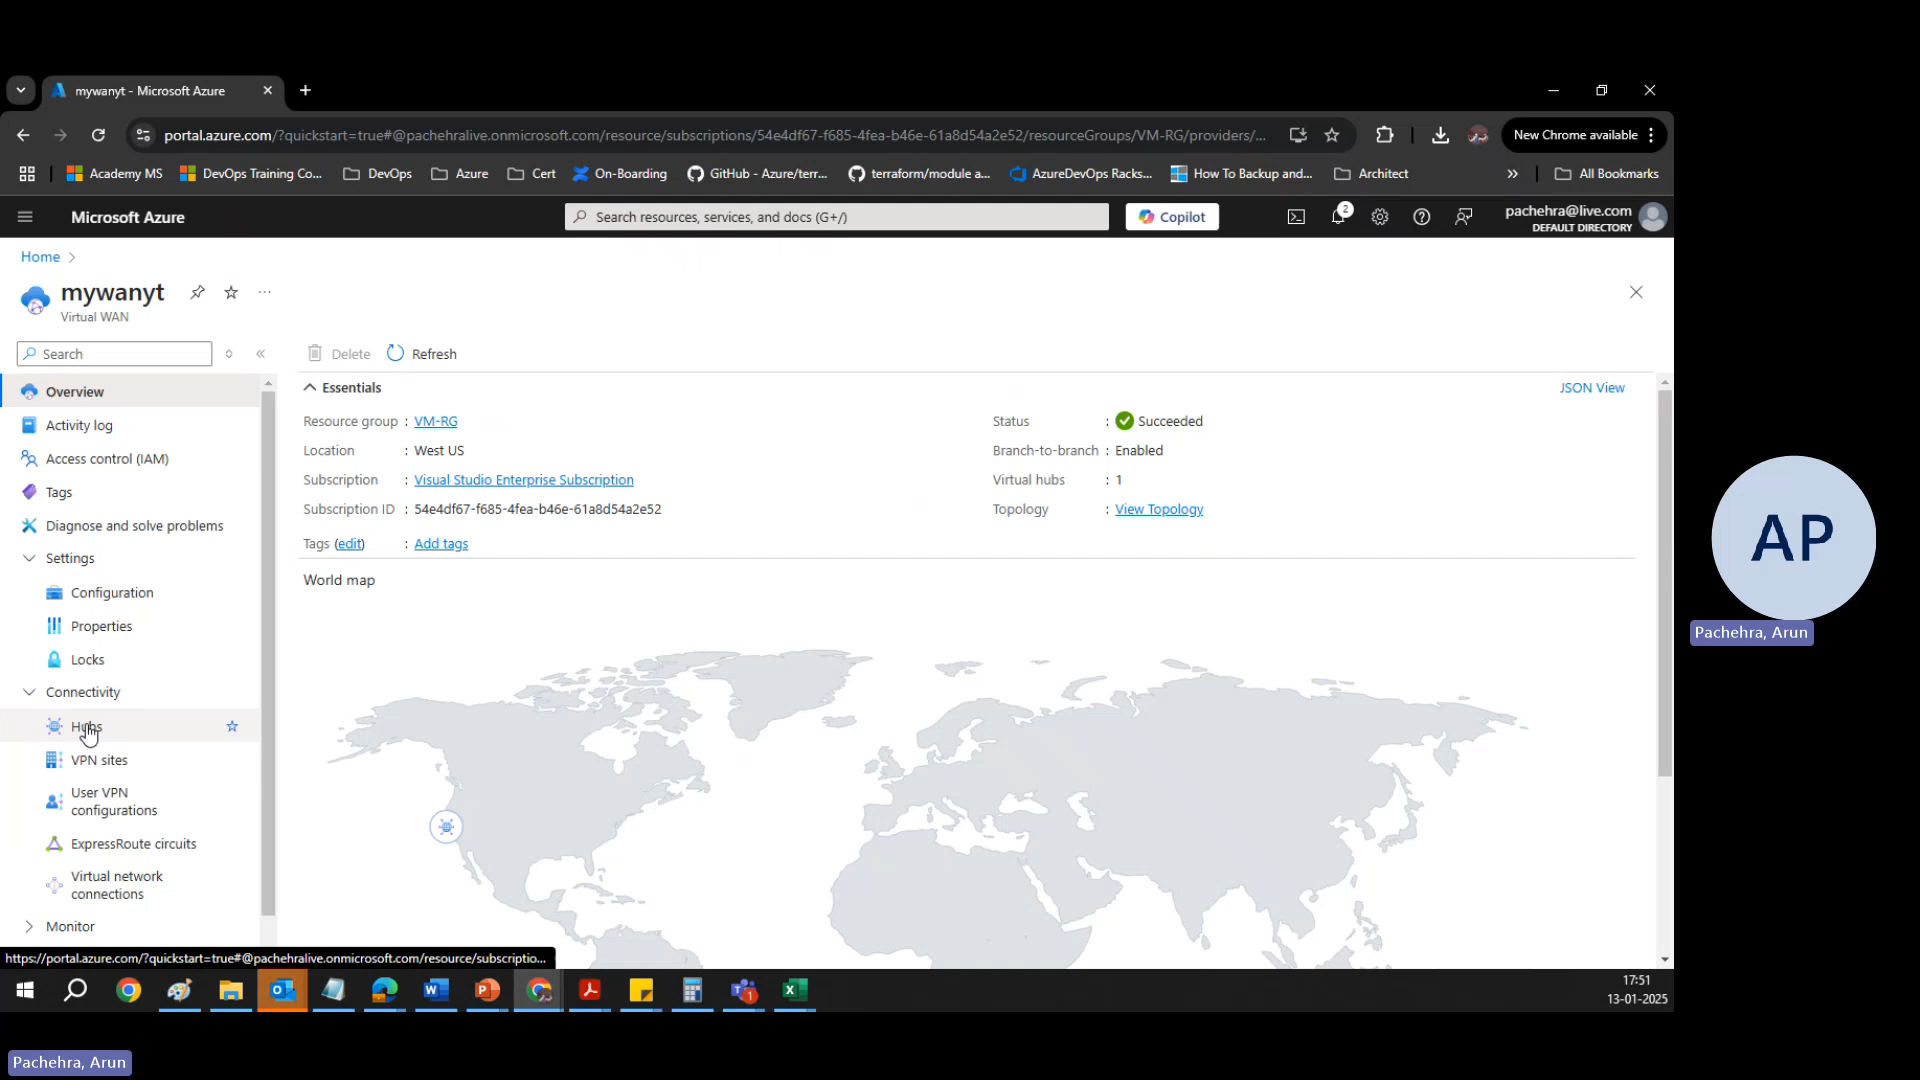 mywanyt - Microsoft Azure
portal.azure.com/?quickstart=true#@pachehralive.onmicrosoft.com/resource/subscriptions/54e4df67-f685-4fea-b46e-61a8d54a2e52/resourceGroups/VM-RG/providers/...
New Chrome available
Academy MS
DevOps Training Co...
DevOps
Azure
Cert
On-Boarding
GitHub - Azure/terr...
terraform/module a...
AzureDevOps Racks...
How To Backup and...
Architect
All Bookmarks
Microsoft Azure
Search resources, services, and docs (G+/)
Copilot
2
pachehra@live.com
DEFAULT DIRECTORY
Home
mywanyt
Virtual WAN
Search
Delete
Refresh
Overview
Activity log
Access control (IAM)
Tags
Diagnose and solve problems
Settings
Configuration
Properties
Locks
Connectivity
Hubs
VPN sites
User VPN
configurations
ExpressRoute circuits
Virtual network
connections
Monitor
Essentials
JSON View
Resource group : VM-RG
Location : West US
Subscription : Visual Studio Enterprise Subscription
Subscription ID : 54e4df67-f685-4fea-b46e-61a8d54a2e52
Tags (edit) : Add tags
Status : Succeeded
Branch-to-branch : Enabled
Virtual hubs : 1
Topology : View Topology
World map
https://portal.azure.com/?quickstart=true#@pachehralive.onmicrosoft.com/resource/subscriptio...
17:51
13-01-2025
AP
Pachehra, Arun
Pachehra, Arun